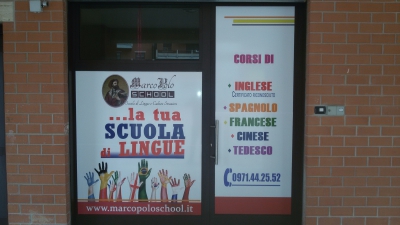 Marco Polo
SCHOOL
...la tua
SCUOLA
di LINGUE
www.marcopoloschool.it
CORSI DI
• INGLESE
• SPAGNOLO
• FRANCESE
• CINESE
• TEDESCO
0971.44.25.52